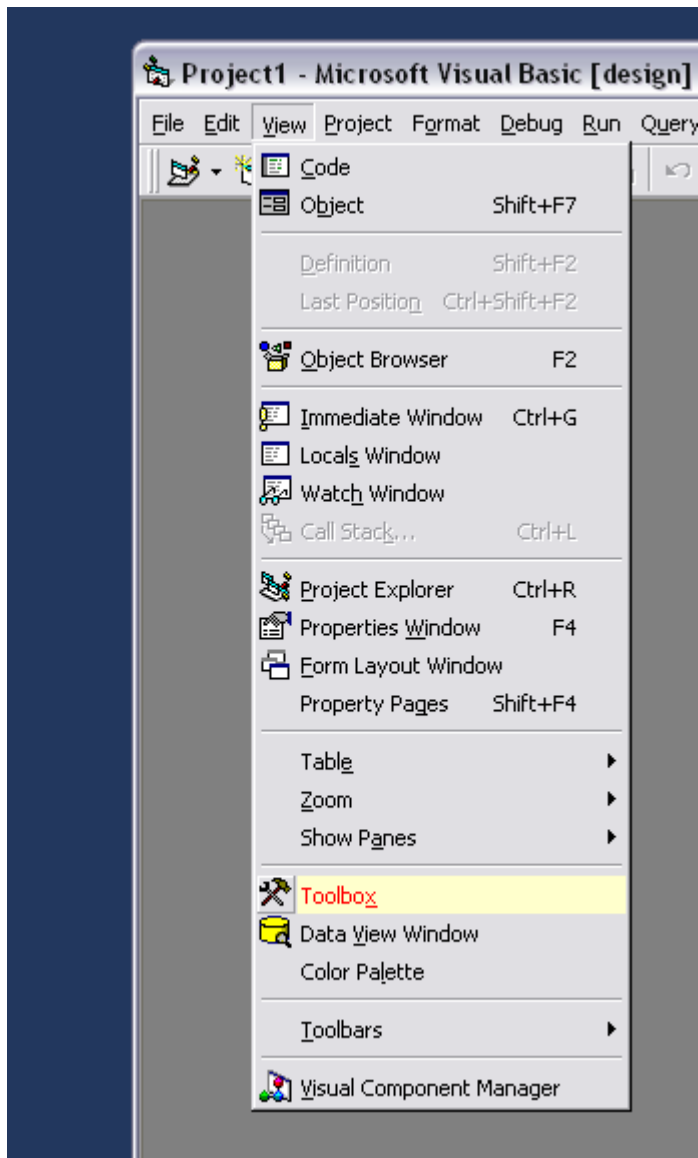 Project1 - Microsoft Visual Basic [design]
File Edit View Project Format Debug Run Query
Code
Object Shift+F7
Definition Shift+F2
Last Position Ctrl+Shift+F2
Object Browser F2
Immediate Window Ctrl+G
Locals Window
Watch Window
Call Stack... Ctrl+L
Project Explorer Ctrl+R
Properties Window F4
Form Layout Window
Property Pages Shift+F4
Table
Zoom
Show Panes
Toolbox
Data View Window
Color Palette
Toolbars
Visual Component Manager